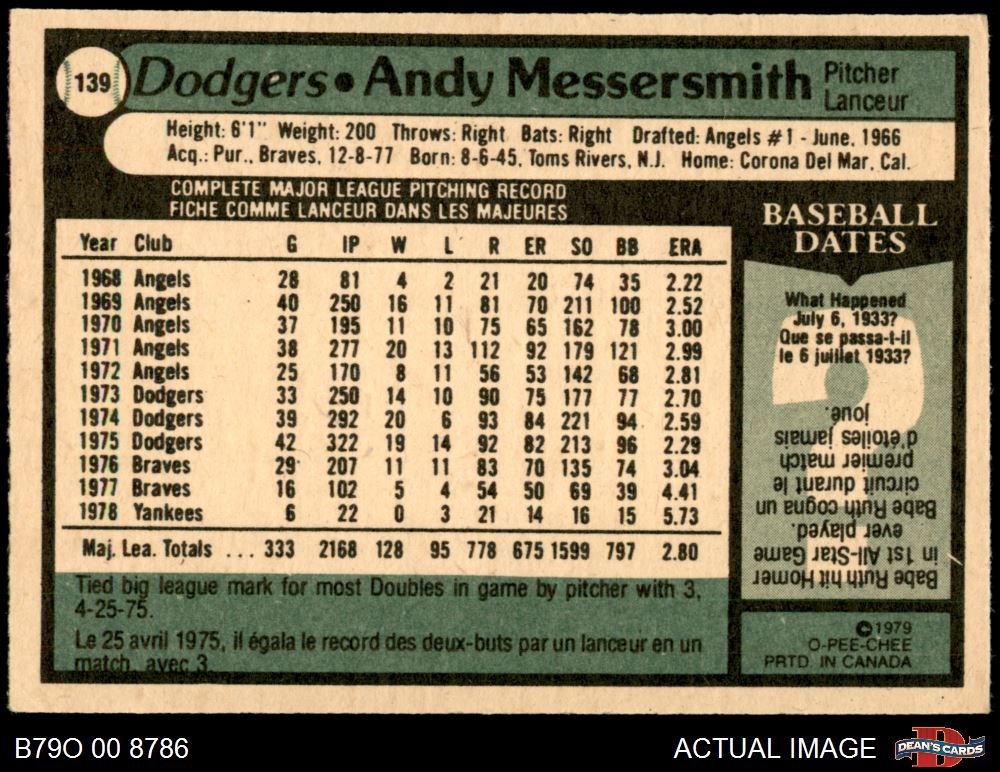 139 Dodgers • Andy Messersmith Pitcher
Lanceur
Height: 6'1" Weight: 200 Throws: Right Bats: Right Drafted: Angels #1 - June, 1966
Acq.: Pur., Braves, 12-8-77 Born: 8-6-45, Toms Rivers, N.J. Home: Corona Del Mar, Cal.
COMPLETE MAJOR LEAGUE PITCHING RECORD
FICHE COMME LANCEUR DANS LES MAJEURES
Year Club G IP W L R ER SO BB ERA
1968 Angels 28 81 4 2 21 20 74 35 2.22
1969 Angels 40 250 16 11 81 70 211 100 2.52
1970 Angels 37 195 11 10 75 65 162 78 3.00
1971 Angels 38 277 20 13 112 92 179 121 2.99
1972 Angels 25 170 8 11 56 53 142 68 2.81
1973 Dodgers 33 250 14 10 90 75 177 77 2.70
1974 Dodgers 39 292 20 6 93 84 221 94 2.59
1975 Dodgers 42 322 19 14 92 82 213 96 2.29
1976 Braves 29 207 11 11 83 70 135 74 3.04
1977 Braves 16 102 5 4 54 50 69 39 4.41
1978 Yankees 6 22 0 3 21 14 16 15 5.73
Maj. Lea. Totals ... 333 2168 128 95 778 675 1599 797 2.80
Tied big league mark for most Doubles in game by pitcher with 3,
4-25-75.
Le 25 avril 1975, il égala le record des deux-buts par un lanceur en un
match, avec 3.
BASEBALL
DATES
What Happened
July 6, 1933?
Que se passa-t-il
le 6 juillet 1933?
Babe Ruth hit Homer
in 1st All-Star Game
ever played.
Babe Ruth cogna un
circuit durant le
premier match
d'étoiles jamais
joué.
©1979
O-PEE-CHEE
PRTD. IN CANADA
B79O 00 8786
ACTUAL IMAGE
DEAN'S CARDS